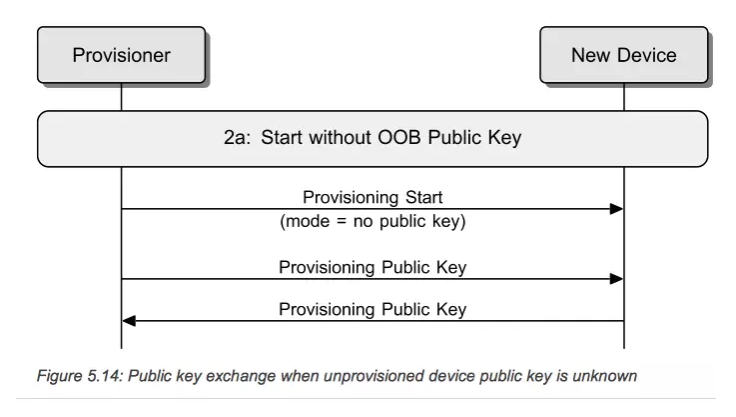 Provisioner
New Device
2a: Start without OOB Public Key
Provisioning Start
(mode = no public key)
Provisioning Public Key
Provisioning Public Key
Figure 5.14: Public key exchange when unprovisioned device public key is unknown